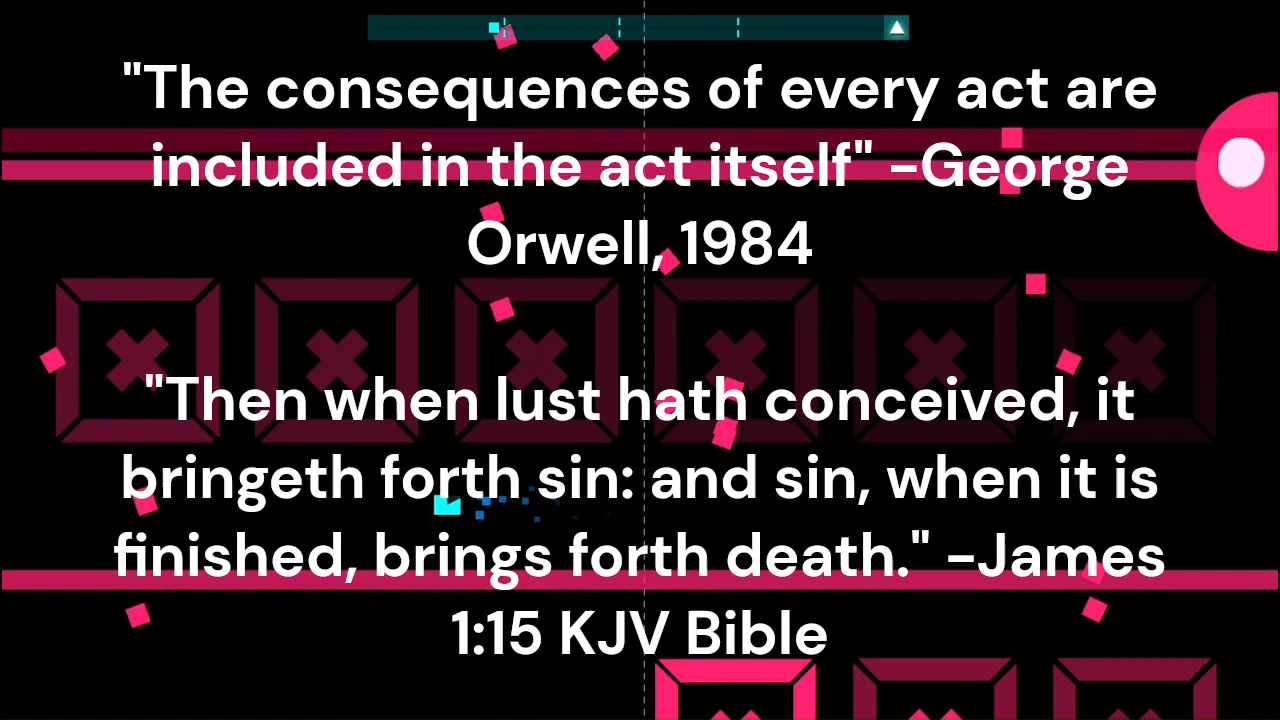 "The consequences of every act are
included in the act itself" -George
Orwell, 1984
"Then when lust hath conceived, it
bringeth forth sin: and sin, when it is
finished, brings forth death." -James
1:15 KJV Bible